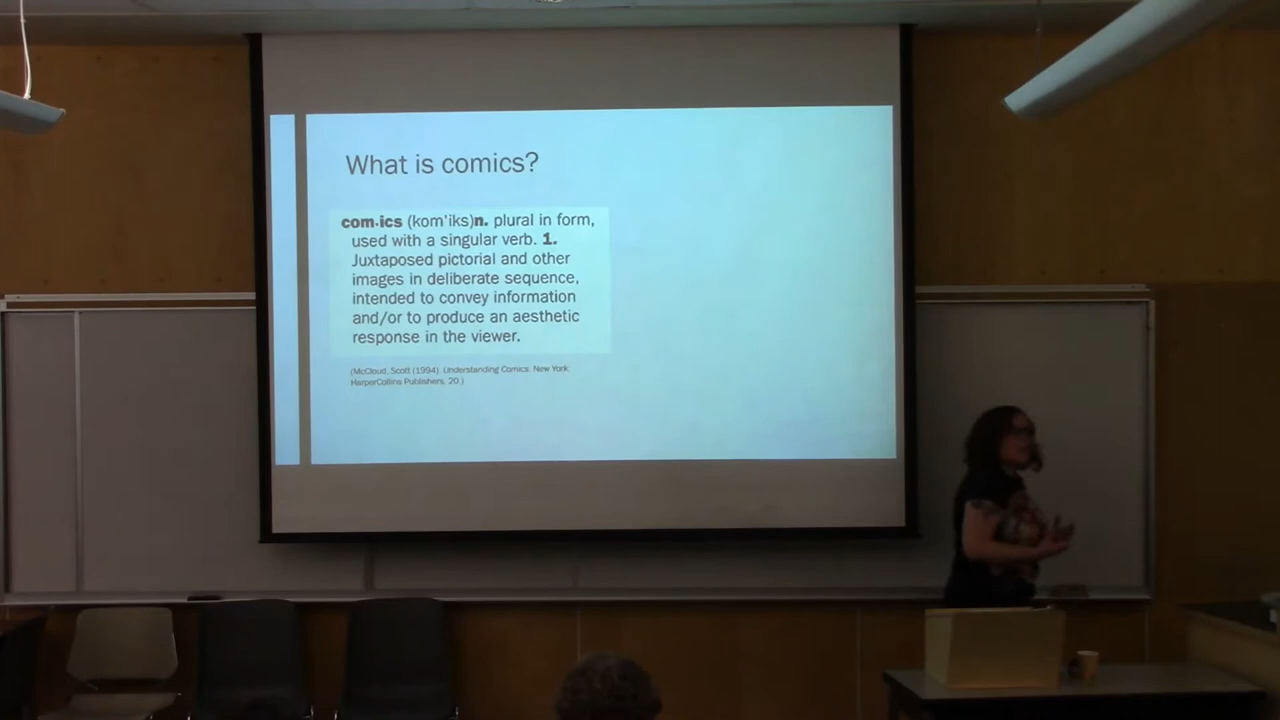 What is comics?
com·ics (kom'iks)n. plural in form,
used with a singular verb. 1.
Juxtaposed pictorial and other
images in deliberate sequence,
intended to convey information
and/or to produce an aesthetic
response in the viewer.
(McCloud, Scott (1994). Understanding Comics. New York:
HarperCollins Publishers, 20.)